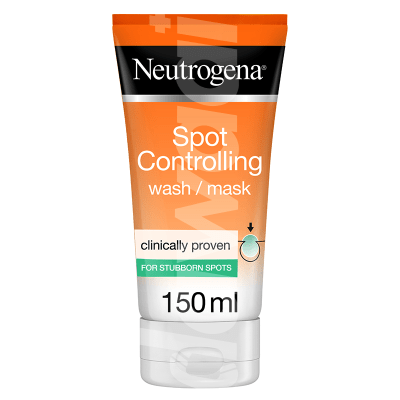 Neutrogena®
Spot
Controlling
wash / mask
clinically proven
FOR STUBBORN SPOTS
150 ml